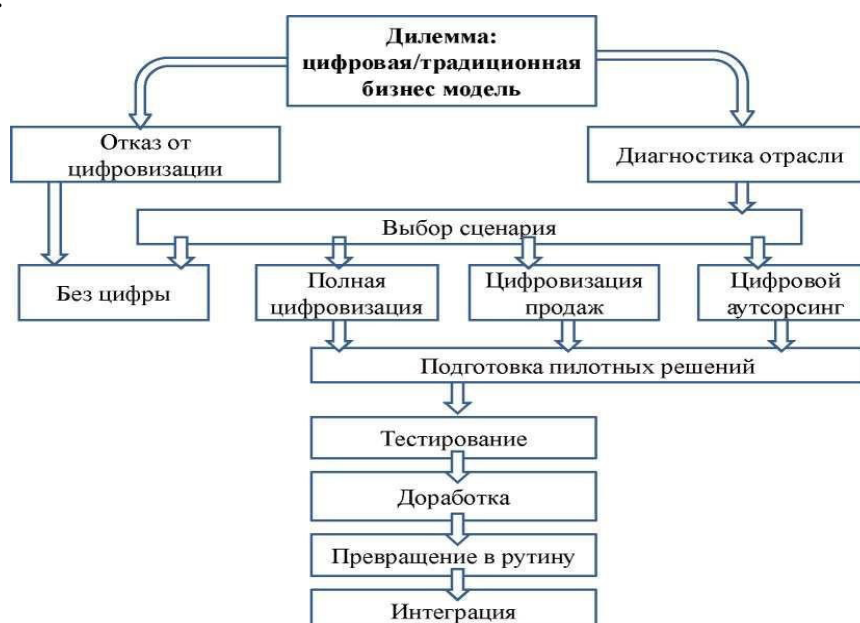 Дилемма:
цифровая/традиционная
бизнес модель
Отказ от
цифровизации
Диагностика отрасли
Выбор сценария
Без цифры
Полная
цифровизация
Цифровизация
продаж
Цифровой
аутсорсинг
Подготовка пилотных решений
Тестирование
Доработка
Превращение в рутину
Интеграция